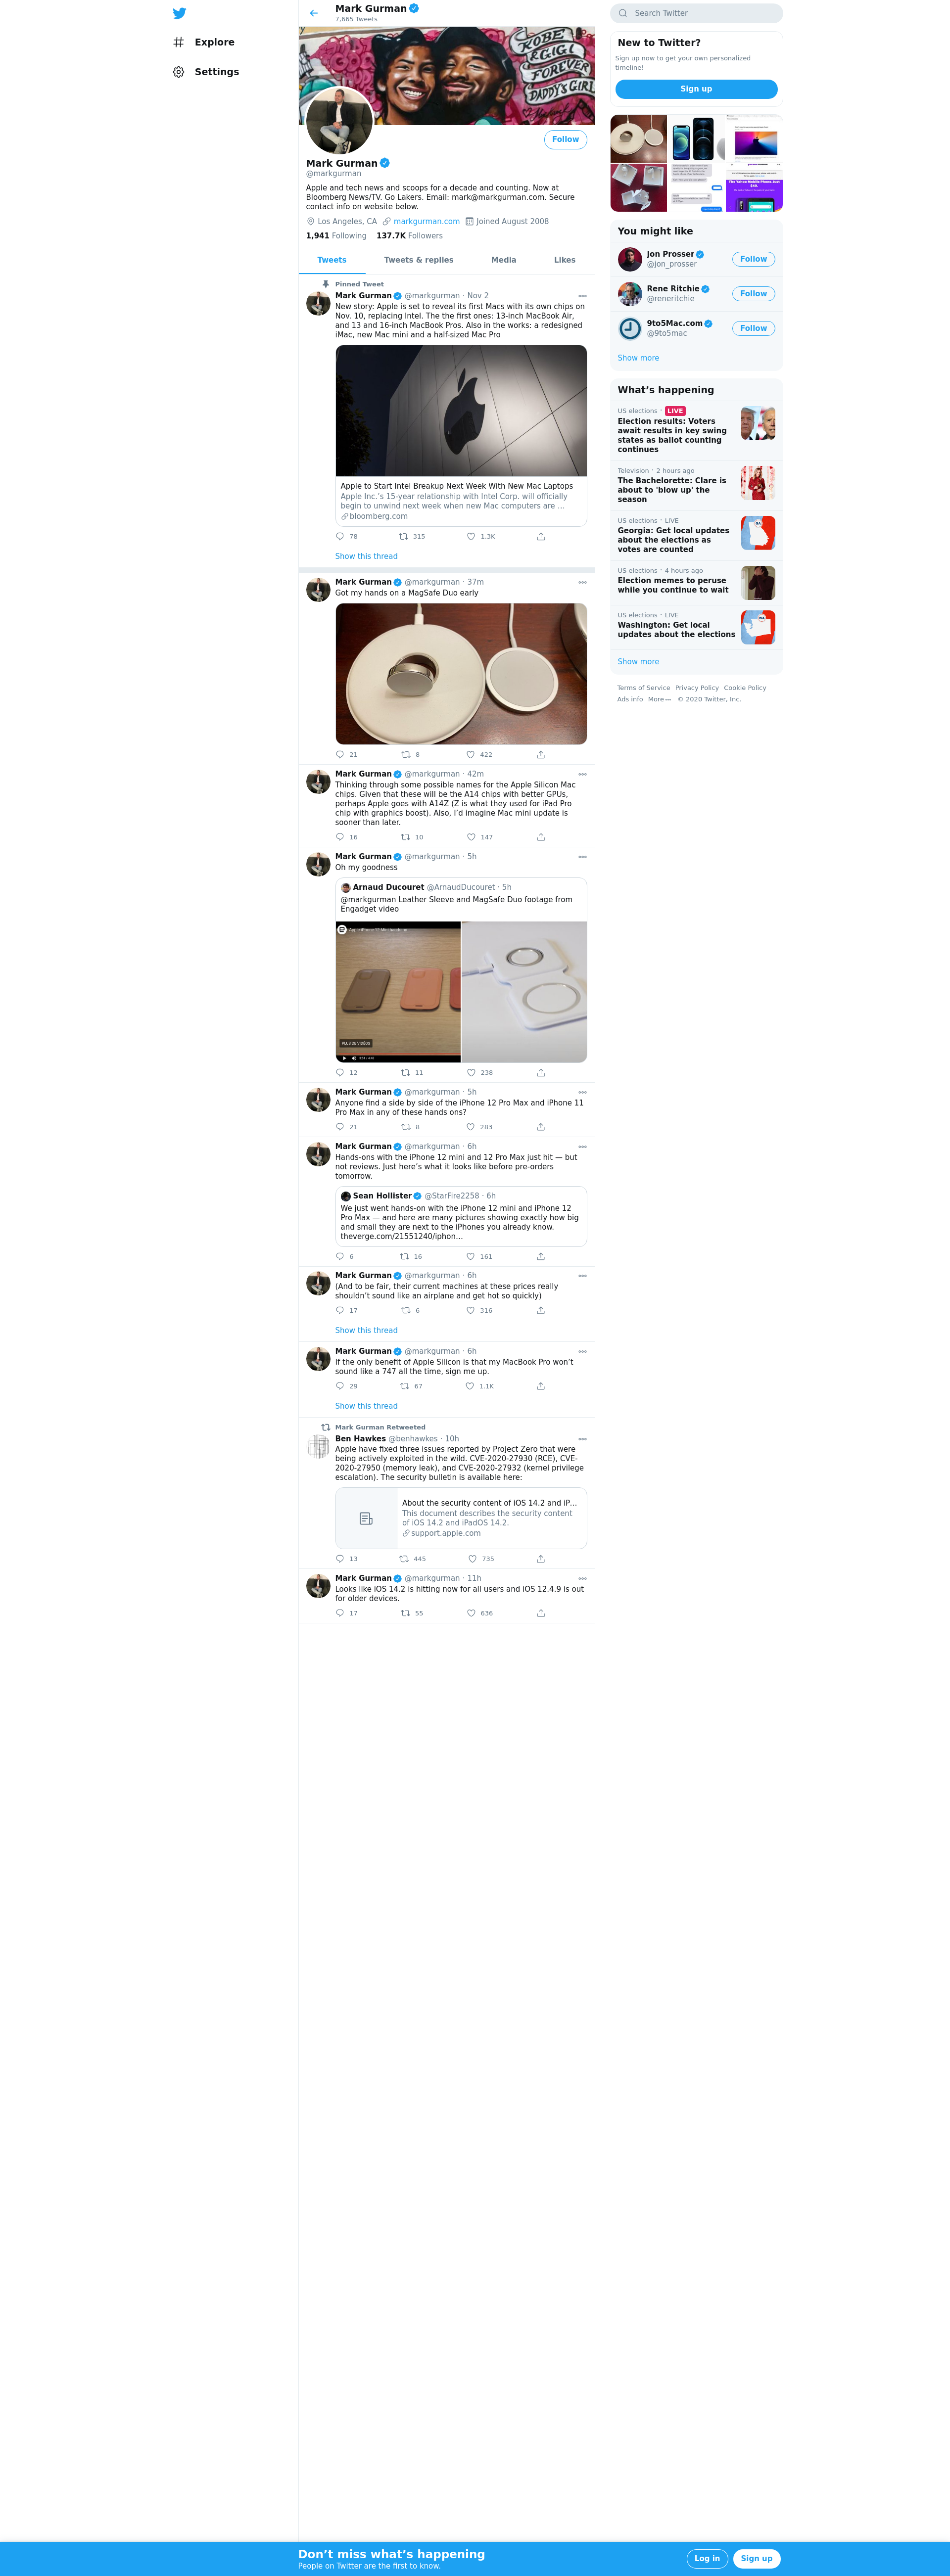 Explore
Settings
Mark Gurman
7,665 Tweets
KOBE
& GIGI
FOREVER
DADDY'S GIRL
Follow
Mark Gurman
@markgurman
Apple and tech news and scoops for a decade and counting. Now at
Bloomberg News/TV. Go Lakers. Email: mark@markgurman.com. Secure
contact info on website below.
Los Angeles, CA markgurman.com Joined August 2008
1,941 Following 137.7K Followers
Tweets Tweets & replies Media Likes
Pinned Tweet
Mark Gurman @markgurman · Nov 2
New story: Apple is set to reveal its first Macs with its own chips on
Nov. 10, replacing Intel. The the first ones: 13-inch MacBook Air,
and 13 and 16-inch MacBook Pros. Also in the works: a redesigned
iMac, new Mac mini and a half-sized Mac Pro
Apple to Start Intel Breakup Next Week With New Mac Laptops
Apple Inc.'s 15-year relationship with Intel Corp. will officially
begin to unwind next week when new Mac computers are ...
bloomberg.com
78 315 1.3K
Show this thread
Mark Gurman @markgurman · 37m
Got my hands on a MagSafe Duo early
21 8 422
Mark Gurman @markgurman · 42m
Thinking through some possible names for the Apple Silicon Mac
chips. Given that these will be the A14 chips with better GPUs,
perhaps Apple goes with A14Z (Z is what they used for iPad Pro
chip with graphics boost). Also, I'd imagine Mac mini update is
sooner than later.
16 10 147
Mark Gurman @markgurman · 5h
Oh my goodness
Arnaud Ducouret @ArnaudDucouret · 5h
@markgurman Leather Sleeve and MagSafe Duo footage from
Engadget video
PLUS DE VIDÉOS
12 11 238
Mark Gurman @markgurman · 5h
Anyone find a side by side of the iPhone 12 Pro Max and iPhone 11
Pro Max in any of these hands ons?
21 8 283
Mark Gurman @markgurman · 6h
Hands-ons with the iPhone 12 mini and 12 Pro Max just hit — but
not reviews. Just here's what it looks like before pre-orders
tomorrow.
Sean Hollister @StarFire2258 · 6h
We just went hands-on with the iPhone 12 mini and iPhone 12
Pro Max — and here are many pictures showing exactly how big
and small they are next to the iPhones you already know.
theverge.com/21551240/iphon…
6 16 161
Mark Gurman @markgurman · 6h
(And to be fair, their current machines at these prices really
shouldn't sound like an airplane and get hot so quickly)
17 6 316
Show this thread
Mark Gurman @markgurman · 6h
If the only benefit of Apple Silicon is that my MacBook Pro won't
sound like a 747 all the time, sign me up.
29 67 1.1K
Show this thread
Mark Gurman Retweeted
Ben Hawkes @benhawkes · 10h
Apple have fixed three issues reported by Project Zero that were
being actively exploited in the wild. CVE-2020-27930 (RCE), CVE-
2020-27950 (memory leak), and CVE-2020-27932 (kernel privilege
escalation). The security bulletin is available here:
About the security content of iOS 14.2 and iP...
This document describes the security content
of iOS 14.2 and iPadOS 14.2.
support.apple.com
13 445 735
Mark Gurman @markgurman · 11h
Looks like iOS 14.2 is hitting now for all users and iOS 12.4.9 is out
for older devices.
17 55 636
Search Twitter
New to Twitter?
Sign up now to get your own personalized
timeline!
Sign up
You might like
Jon Prosser
@jon_prosser
Follow
Rene Ritchie
@reneritchie
Follow
9to5Mac.com
@9to5mac
Follow
Show more
What's happening
US elections · LIVE
Election results: Voters
await results in key swing
states as ballot counting
continues
Television · 2 hours ago
The Bachelorette: Clare is
about to 'blow up' the
season
US elections · LIVE
Georgia: Get local updates
about the elections as
votes are counted
US elections · 4 hours ago
Election memes to peruse
while you continue to wait
US elections · LIVE
Washington: Get local
updates about the elections
Show more
Terms of Service Privacy Policy Cookie Policy
Ads info More © 2020 Twitter, Inc.
Don't miss what's happening
People on Twitter are the first to know.
Log in Sign up